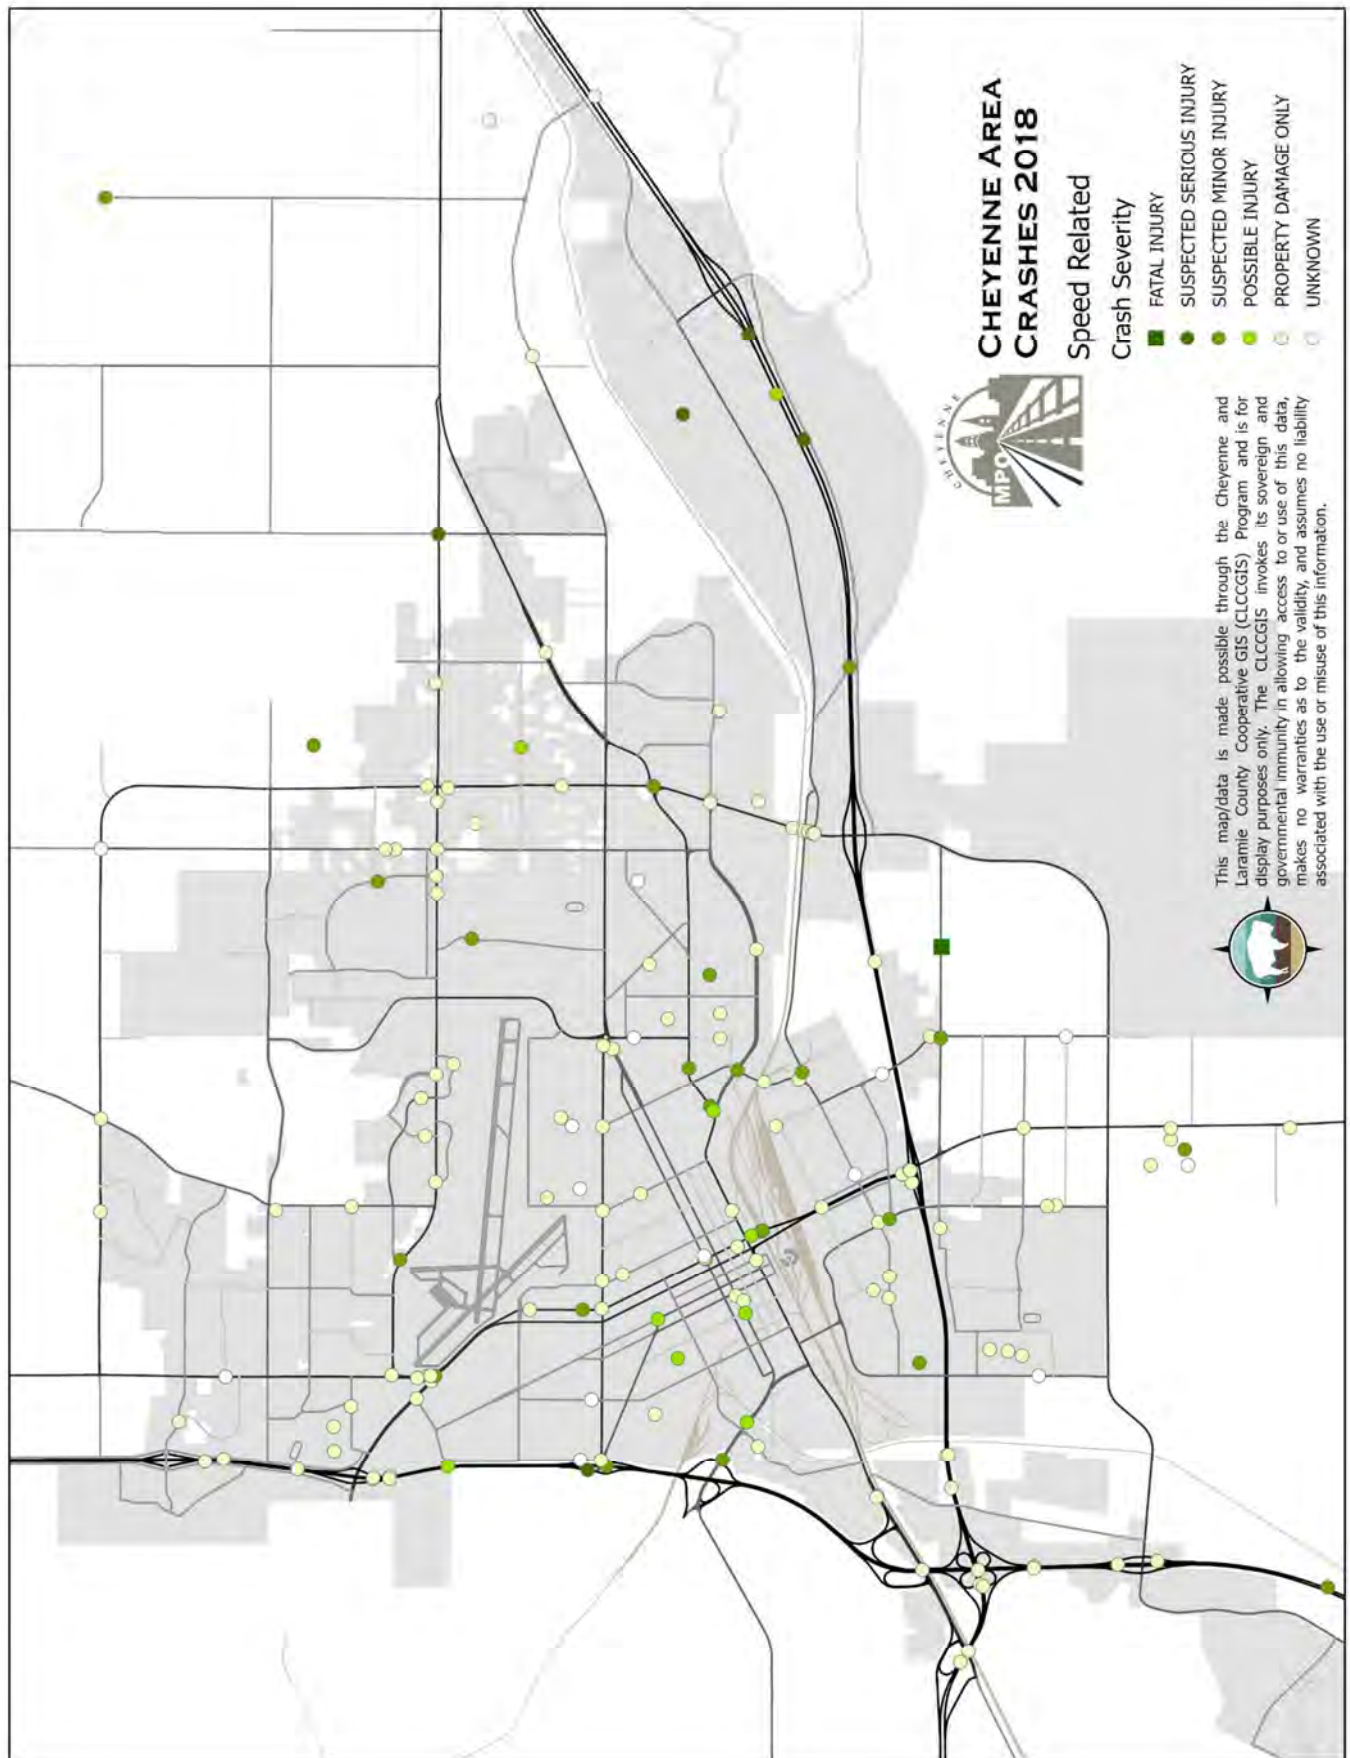 CHEYENNE AREA
CRASHES 2018
Speed Related
Crash Severity
FATAL INJURY
SUSPECTED SERIOUS INJURY
SUSPECTED MINOR INJURY
POSSIBLE INJURY
PROPERTY DAMAGE ONLY
UNKNOWN
CHEYENNE
MPO
This map/data is made possible through the Cheyenne and
Laramie County Cooperative GIS (CLCCGIS) Program and is for
display purposes only. The CLCCGIS invokes its sovereign and
governmental immunity in allowing access to or use of this data,
makes no warranties as to the validity, and assumes no liability
associated with the use or misuse of this information.